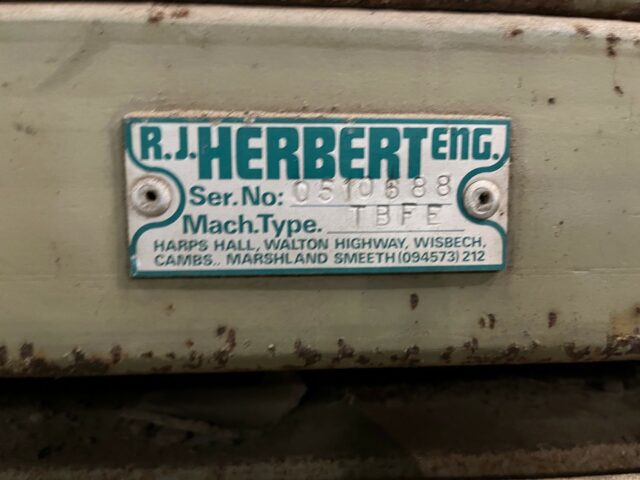 R.J. HERBERT ENG.
Ser. No: 0510688
Mach. Type. TBFE
HARPS HALL, WALTON HIGHWAY, WISBECH,
CAMBS.. MARSHLAND SMEETH (094573) 212